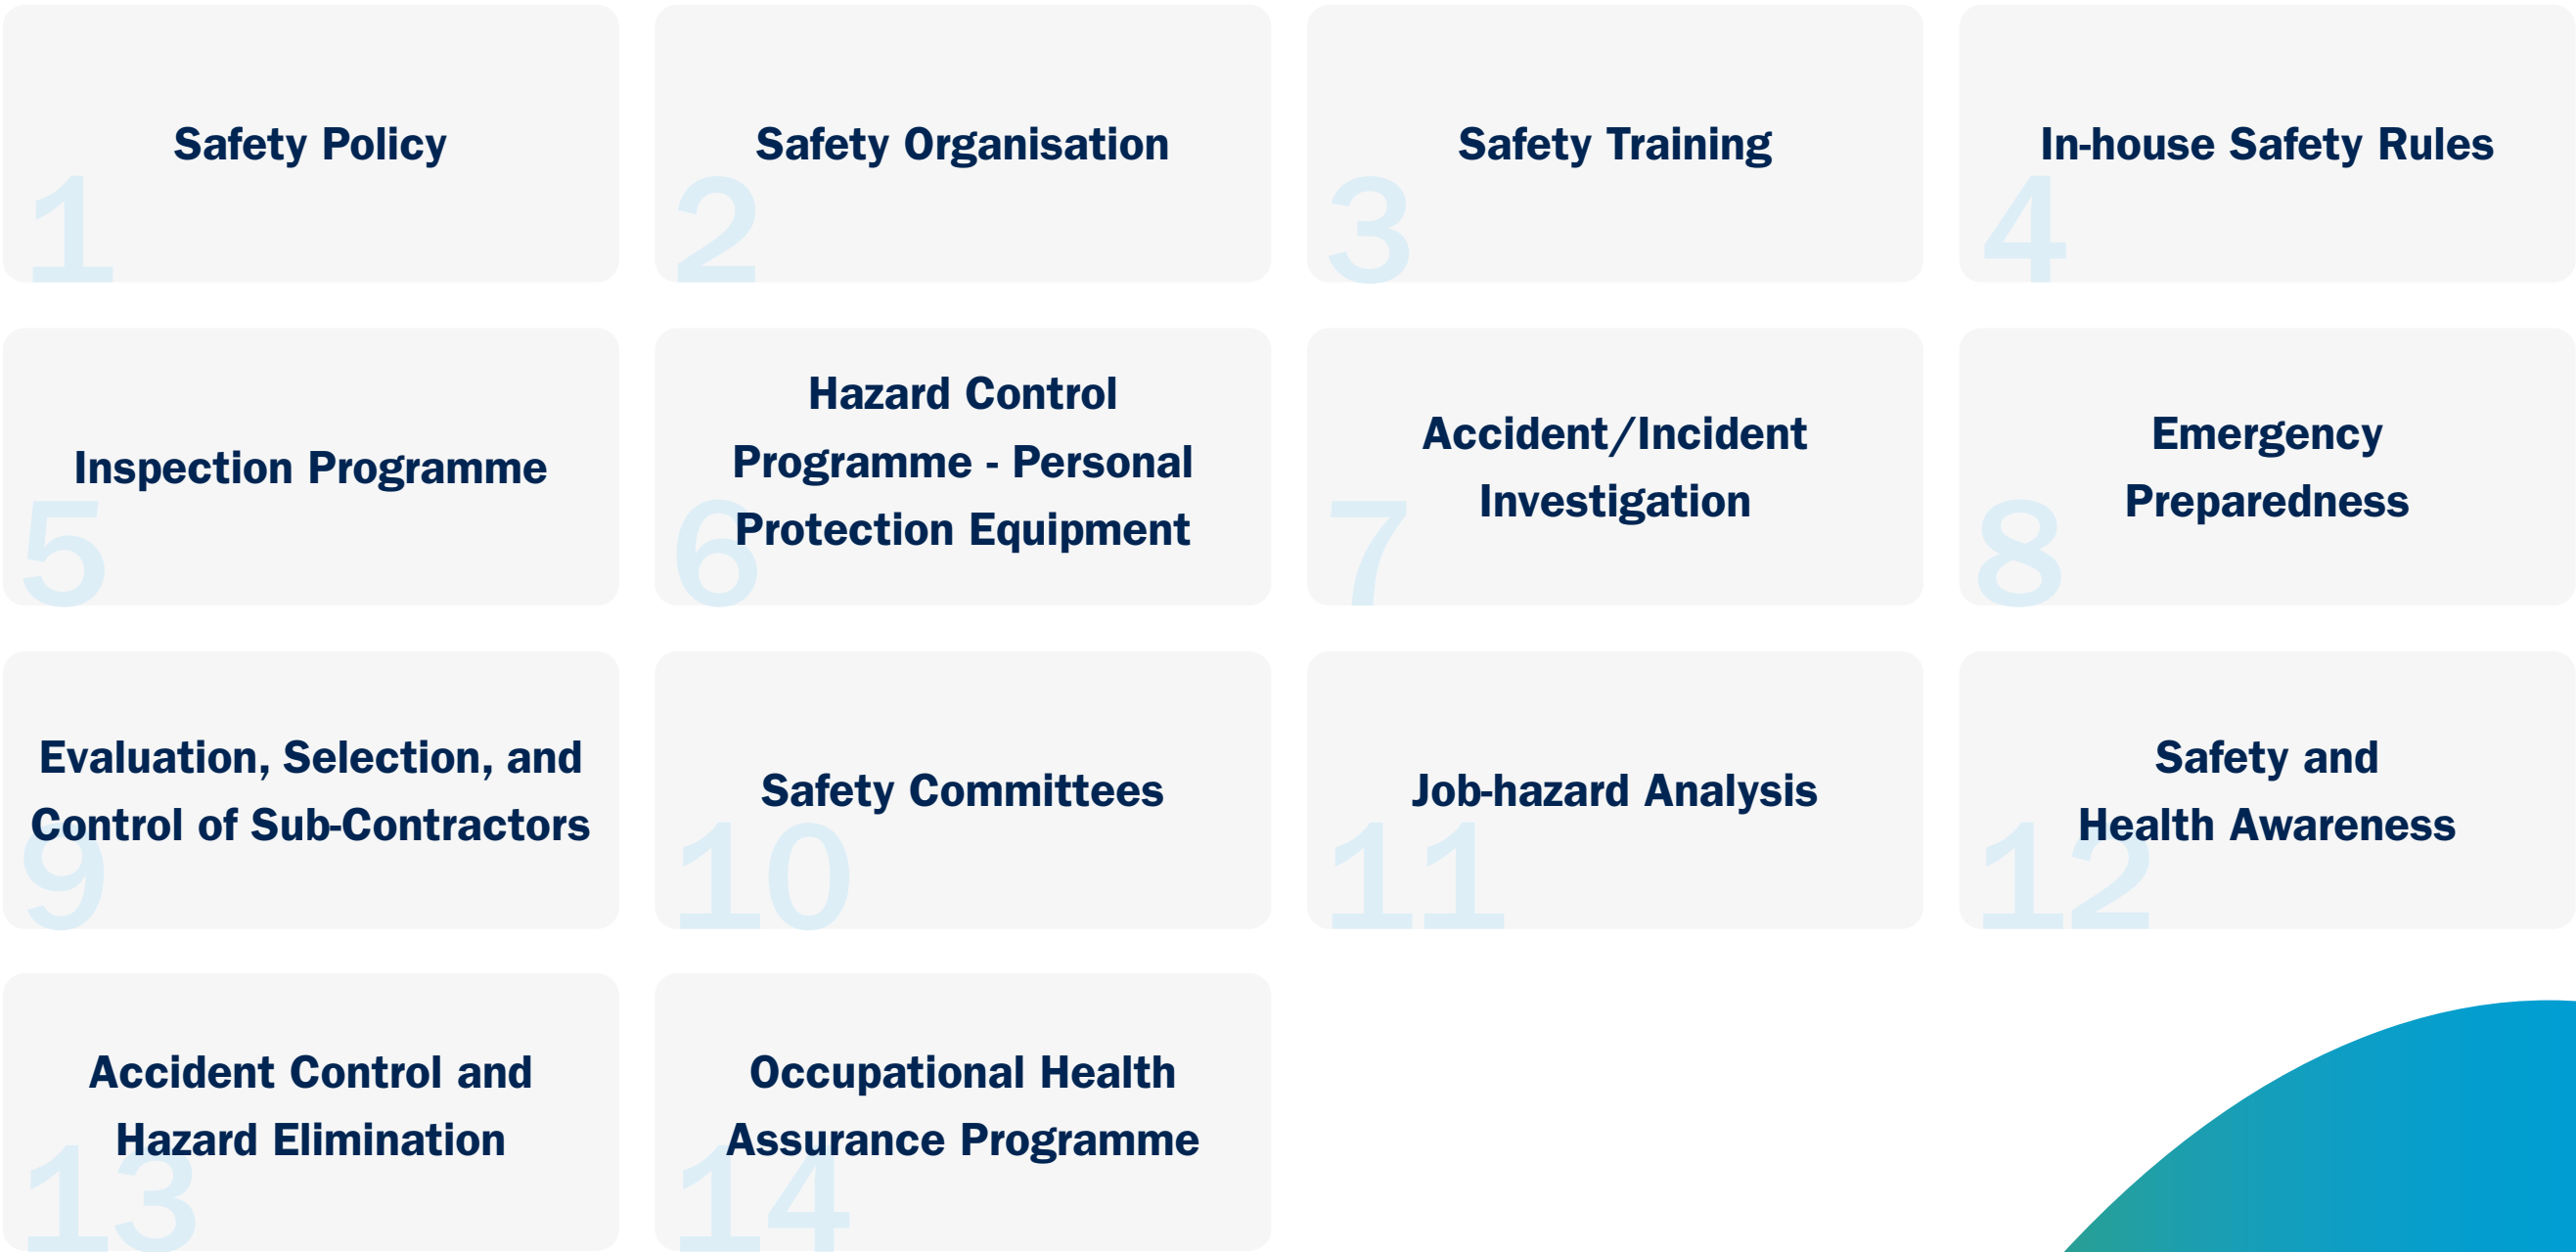 Safety Policy
1
Safety Organisation
2
Safety Training
3
In-house Safety Rules
4
Inspection Programme
5
Hazard Control
Programme - Personal
Protection Equipment
6
Accident/Incident
Investigation
7
Emergency
Preparedness
8
Evaluation, Selection, and
Control of Sub-Contractors
9
Safety Committees
10
Job-hazard Analysis
11
Safety and
Health Awareness
12
Accident Control and
Hazard Elimination
13
Occupational Health
Assurance Programme
14